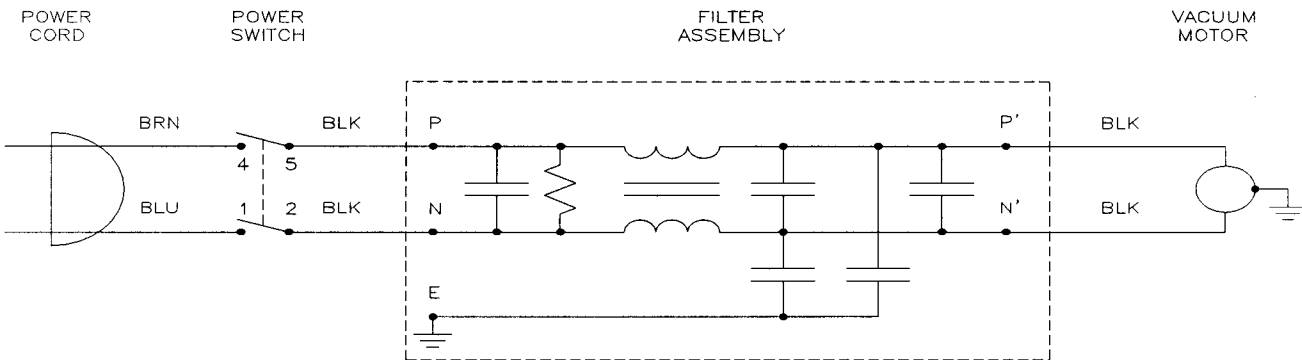 POWER
CORD
POWER
SWITCH
FILTER
ASSEMBLY
VACUUM
MOTOR
BRN
BLK
P
P'
BLK
4
5
BLU
1
2
BLK
N
N'
BLK
E